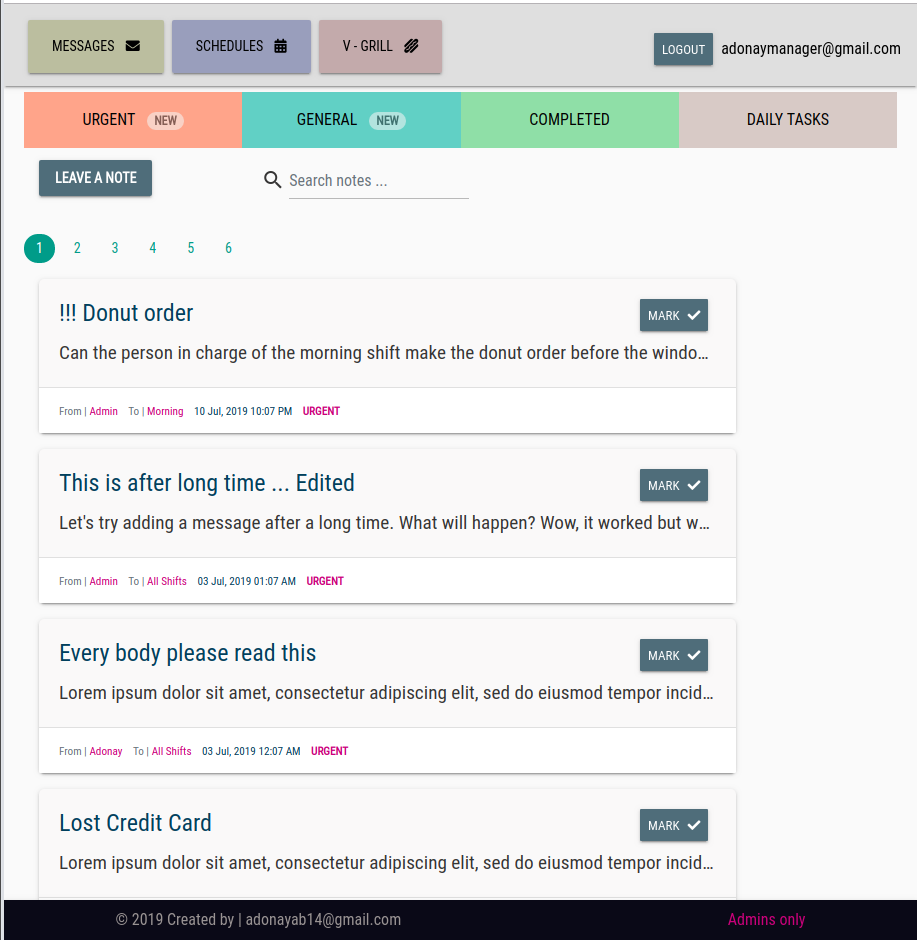 MESSAGES SCHEDULES V - GRILL LOGOUT adonaymanager@gmail.com
URGENT NEW GENERAL NEW COMPLETED DAILY TASKS
LEAVE A NOTE Search notes ...
1 2 3 4 5 6
!!! Donut order MARK
Can the person in charge of the morning shift make the donut order before the windo...
From | Admin To | Morning 10 Jul, 2019 10:07 PM URGENT
This is after long time ... Edited MARK
Let's try adding a message after a long time. What will happen? Wow, it worked but w...
From | Admin To | All Shifts 03 Jul, 2019 01:07 AM URGENT
Every body please read this MARK
Lorem ipsum dolor sit amet, consectetur adipiscing elit, sed do eiusmod tempor incid...
From | Adonay To | All Shifts 03 Jul, 2019 12:07 AM URGENT
Lost Credit Card MARK
Lorem ipsum dolor sit amet, consectetur adipiscing elit, sed do eiusmod tempor incid...
© 2019 Created by | adonayab14@gmail.com Admins only